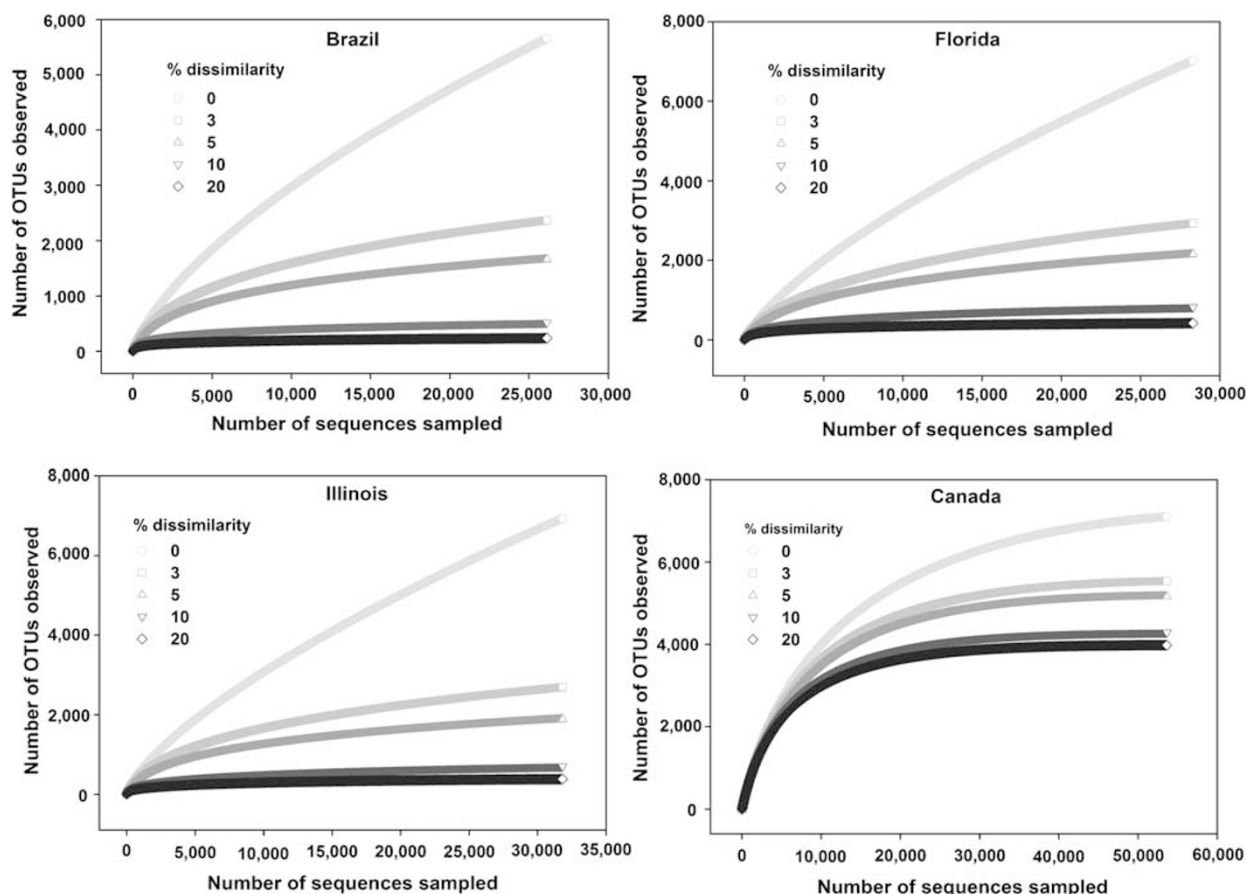 Brazil
% dissimilarity
0
3
5
10
20
6,000
5,000
4,000
3,000
2,000
1,000
0
Number of OTUs observed
0 5,000 10,000 15,000 20,000 25,000 30,000
Number of sequences sampled
Florida
% dissimilarity
0
3
5
10
20
8,000
6,000
4,000
2,000
0
Number of OTUs observed
0 5,000 10,000 15,000 20,000 25,000 30,000
Number of sequences sampled
Illinois
% dissimilarity
0
3
5
10
20
8,000
6,000
4,000
2,000
0
Number of OTUs observed
0 5,000 10,000 15,000 20,000 25,000 30,000 35,000
Number of sequences sampled
Canada
% dissimilarity
0
3
5
10
20
8,000
6,000
4,000
2,000
0
Number of OTUs observed
0 10,000 20,000 30,000 40,000 50,000 60,000
Number of sequences sampled